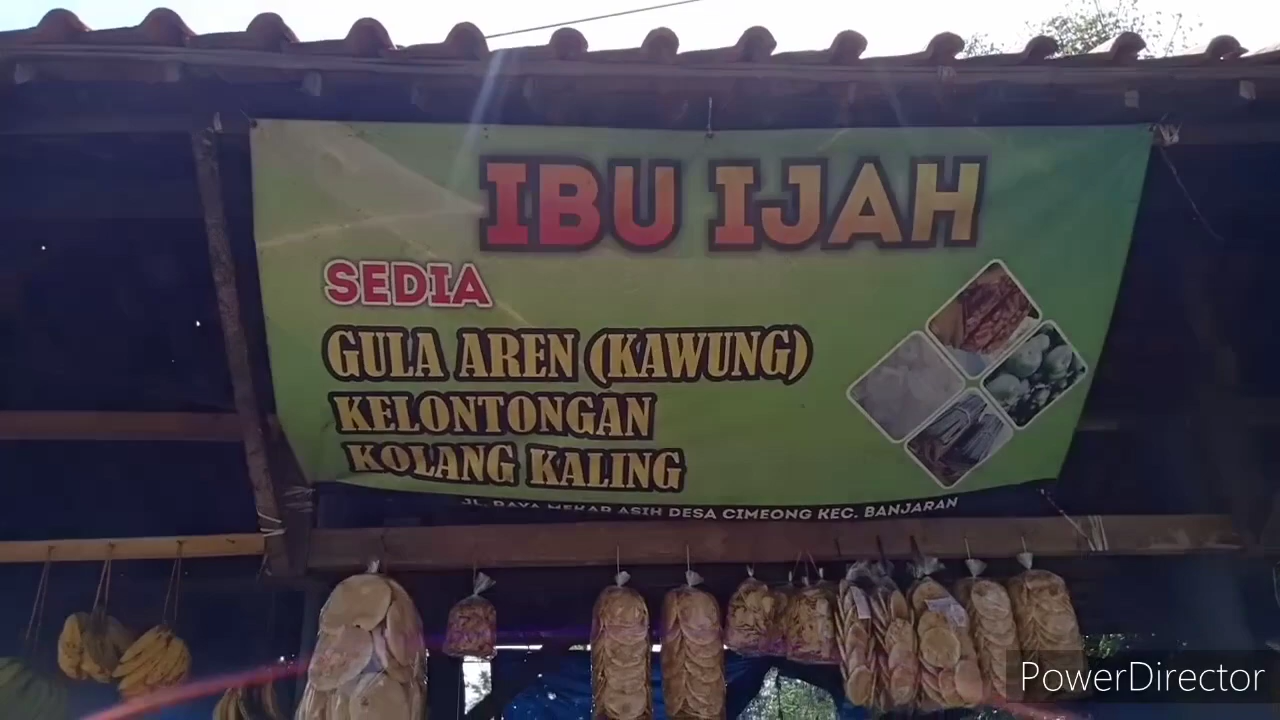 IBU IJAH
SEDIA
GULA AREN (KAWUNG)
KELONTONGAN
KOLANG KALING
JL. RAYA MEKAR ASIH DESA CIMEONG KEC. BANJARAN
PowerDirector